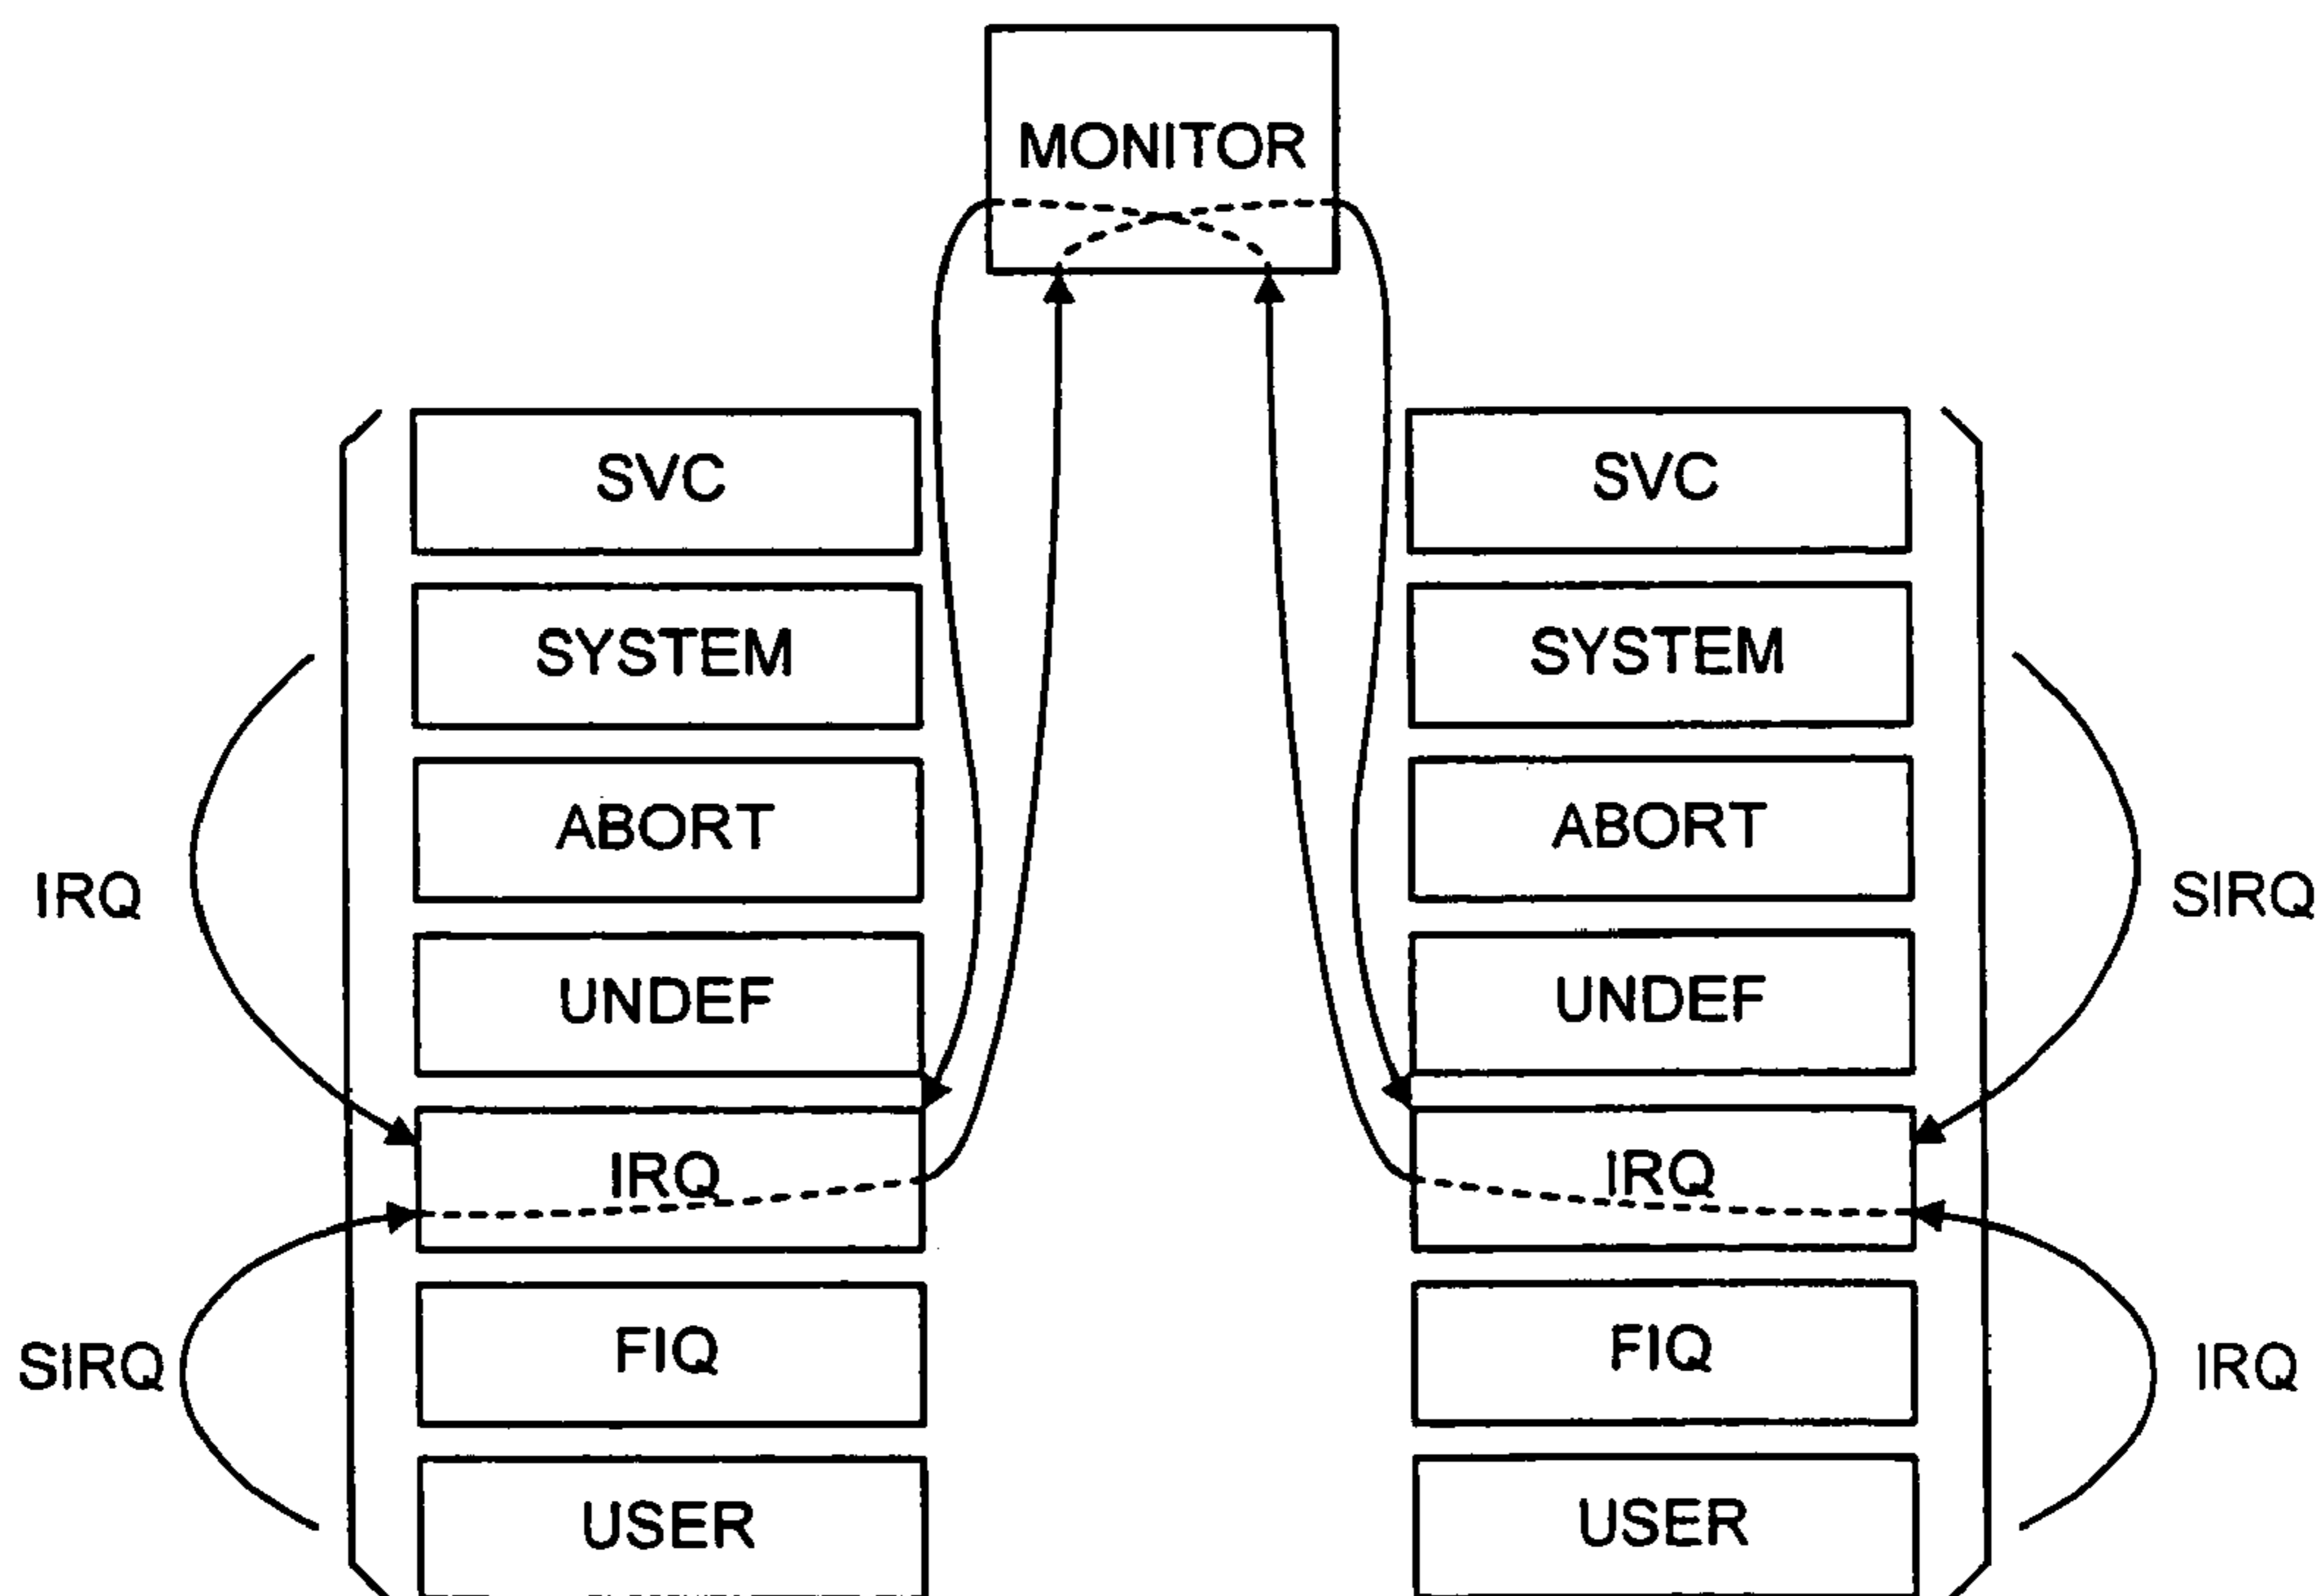 MONITOR
SVC
SVC
SYSTEM
SYSTEM
ABORT
ABORT
IRQ
SIRQ
UNDEF
UNDEF
IRQ
IRQ
SIRQ
FIQ
FIQ
IRQ
USER
USER